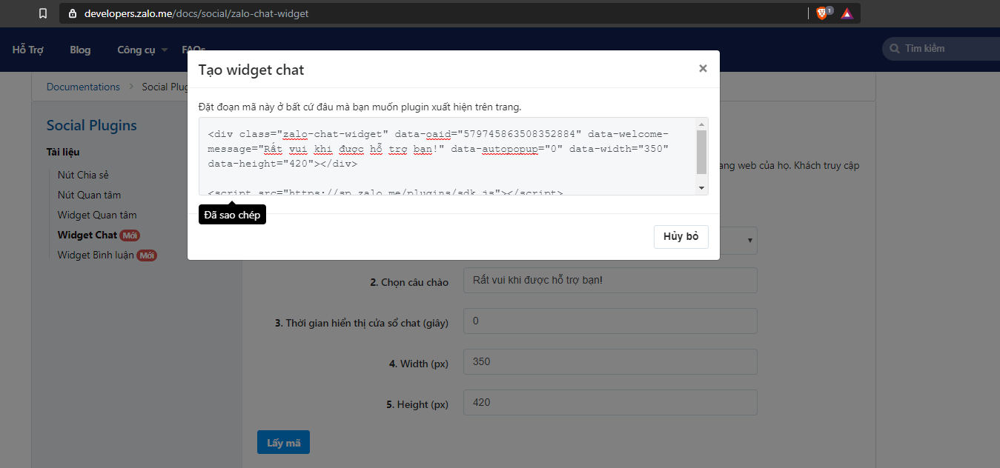 developers.zalo.me/docs/social/zalo-chat-widget
1
Hỗ Trợ
Blog
Công cụ
FAQs
Tìm kiếm
Documentations
Social Plug
Social Plugins
Tài liệu
Nút Chia sẻ
Nút Quan tâm
Widget Quan tâm
Widget Chat Mới
Widget Bình luận Mới
Tạo widget chat
×
Đặt đoạn mã này ở bất cứ đâu mà bạn muốn plugin xuất hiện trên trang.
<div class="zalo-chat-widget" data-oaid="579745863508352884" data-welcome-
message="Rất vui khi được hỗ trợ bạn!" data-autopopup="0" data-width="350"
data-height="420"></div>
<script src="https://sp.zalo.me/plugins/sdk.js"></script>
Đã sao chép
Hủy bỏ
ang web của họ. Khách truy cập
2. Chọn câu chào
Rất vui khi được hỗ trợ bạn!
3. Thời gian hiển thị cửa sổ chat (giây)
0
4. Width (px)
350
5. Height (px)
420
Lấy mã